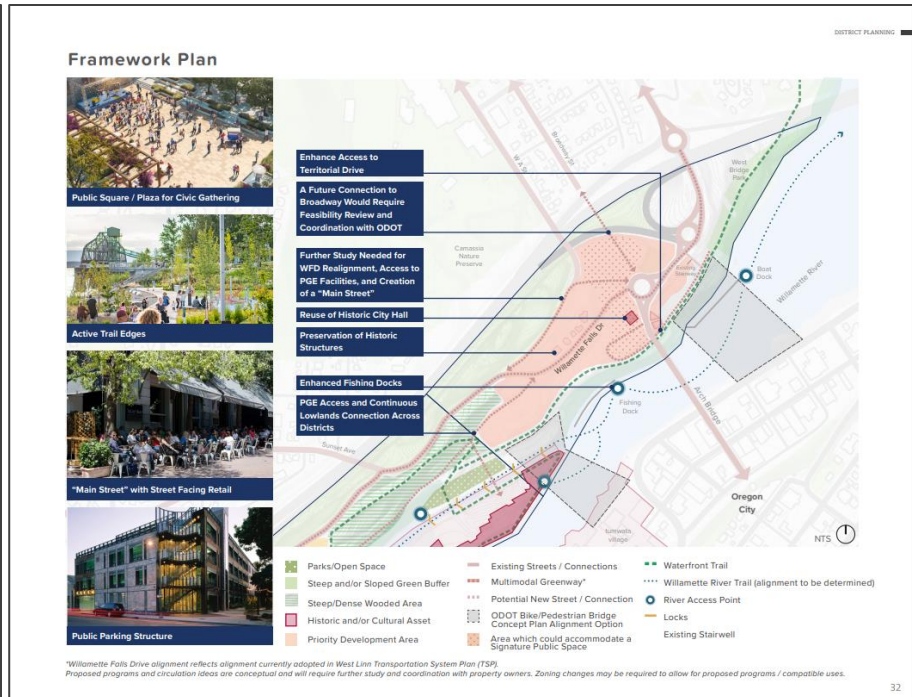 DISTRICT PLANNING
Framework Plan
Public Square / Plaza for Civic Gathering
Active Trail Edges
"Main Street" with Street Facing Retail
Public Parking Structure
Enhance Access to
Territorial Drive
A Future Connection to
Broadway Would Require
Feasibility Review and
Coordination with ODOT
Further Study Needed for
WFD Realignment, Access to
PGE Facilities, and Creation
of a "Main Street"
Reuse of Historic City Hall
Preservation of Historic
Structures
Enhanced Fishing Docks
PGE Access and Continuous
Lowlands Connection Across
Districts
Broadway St
West
Bridge
Park
Camassia
Nature
Preserve
Boat
Dock
Willamette River
Willamette Falls Dr
Fishing
Dock
Arch Bridge
Sunset Ave
Oregon
City
tumwata
village
NTS
Parks/Open Space
Steep and/or Sloped Green Buffer
Steep/Dense Wooded Area
Historic and/or Cultural Asset
Priority Development Area
Existing Streets / Connections
Multimodal Greenway*
Potential New Street / Connection
ODOT Bike/Pedestrian Bridge
Concept Plan Alignment Option
Area which could accommodate a
Signature Public Space
Waterfront Trail
Willamette River Trail (alignment to be determined)
River Access Point
Locks
Existing Stairwell
*Willamette Falls Drive alignment reflects alignment currently adopted in West Linn Transportation System Plan (TSP).
Proposed programs and circulation ideas are conceptual and will require further study and coordination with property owners. Zoning changes may be required to allow for proposed programs / compatible uses.
32